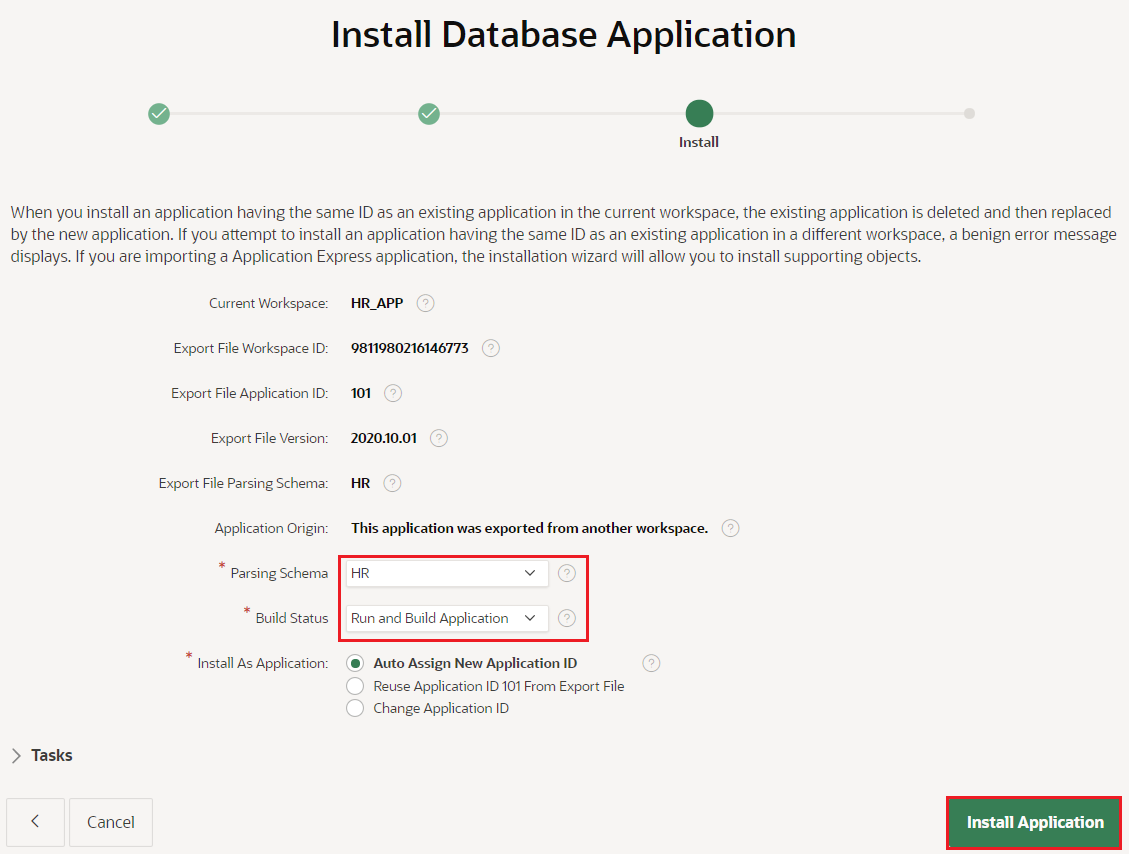 Install Database Application
Install
When you install an application having the same ID as an existing application in the current workspace, the existing application is deleted and then replaced
by the new application. If you attempt to install an application having the same ID as an existing application in a different workspace, a benign error message
displays. If you are importing a Application Express application, the installation wizard will allow you to install supporting objects.
Current Workspace: HR_APP ?
Export File Workspace ID: 9811980216146773 ?
Export File Application ID: 101 ?
Export File Version: 2020.10.01 ?
Export File Parsing Schema: HR ?
Application Origin: This application was exported from another workspace. ?
* Parsing Schema HR ?
* Build Status Run and Build Application ?
* Install As Application: Auto Assign New Application ID ?
Reuse Application ID 101 From Export File
Change Application ID
Tasks
Cancel
Install Application